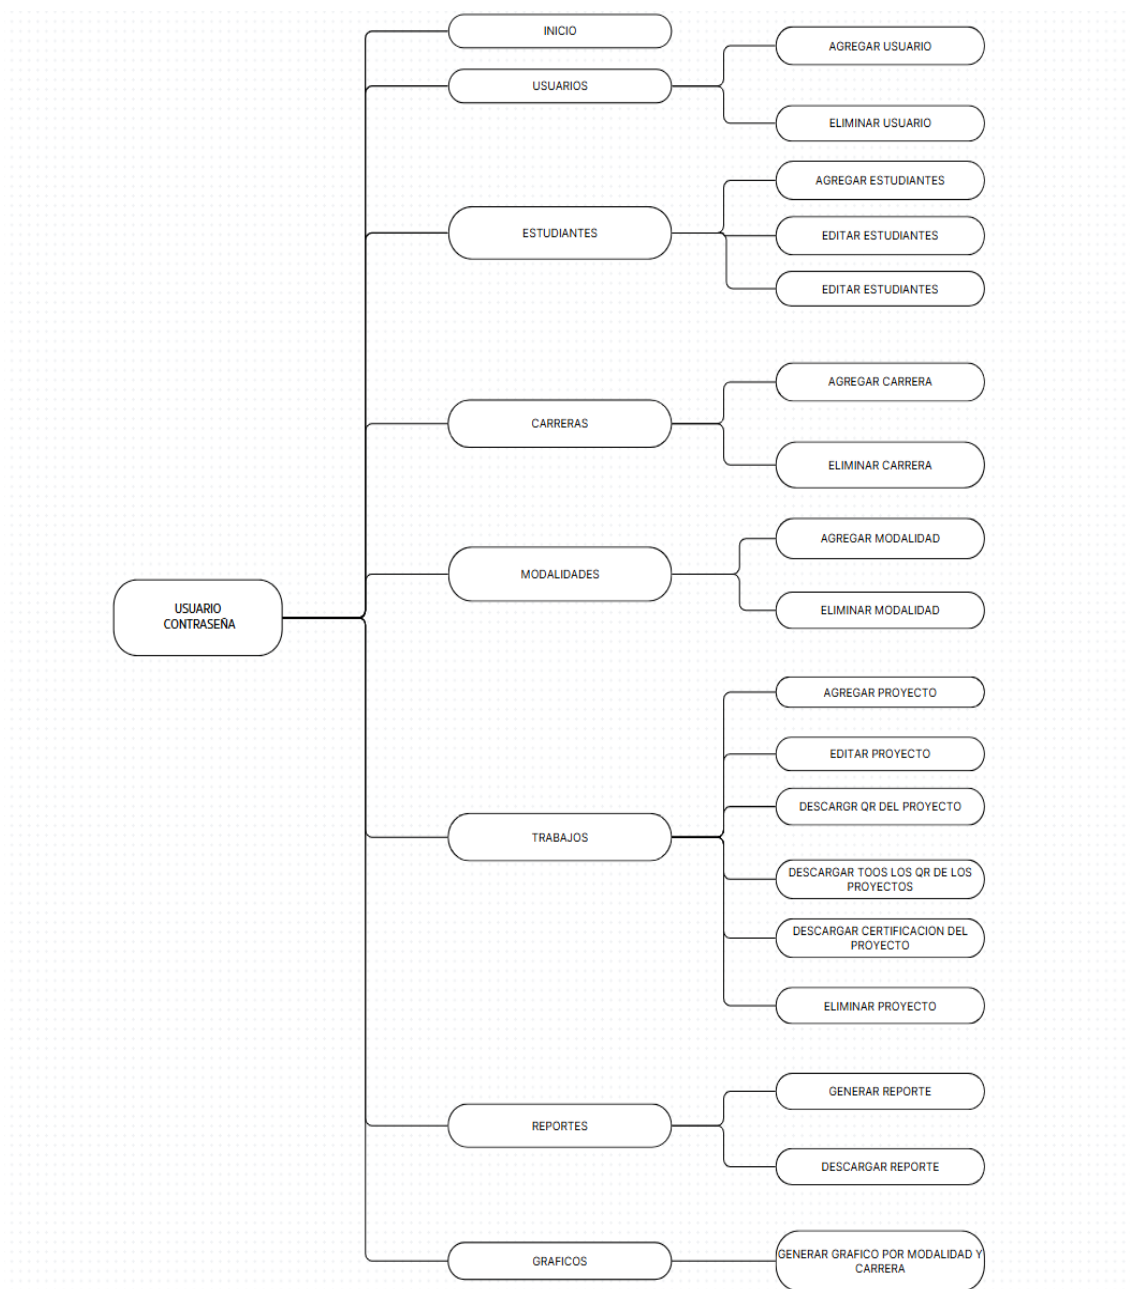 INICIO
AGREGAR USUARIO
USUARIOS
ELIMINAR USUARIO
AGREGAR ESTUDIANTES
ESTUDIANTES
EDITAR ESTUDIANTES
EDITAR ESTUDIANTES
AGREGAR CARRERA
CARRERAS
ELIMINAR CARRERA
AGREGAR MODALIDAD
MODALIDADES
ELIMINAR MODALIDAD
USUARIO
CONTRASEÑA
AGREGAR PROYECTO
EDITAR PROYECTO
DESCARGR QR DEL PROYECTO
TRABAJOS
DESCARGAR TOOS LOS QR DE LOS
PROYECTOS
DESCARGAR CERTIFICACION DEL
PROYECTO
ELIMINAR PROYECTO
GENERAR REPORTE
REPORTES
DESCARGAR REPORTE
GRAFICOS
GENERAR GRAFICO POR MODALIDAD Y
CARRERA